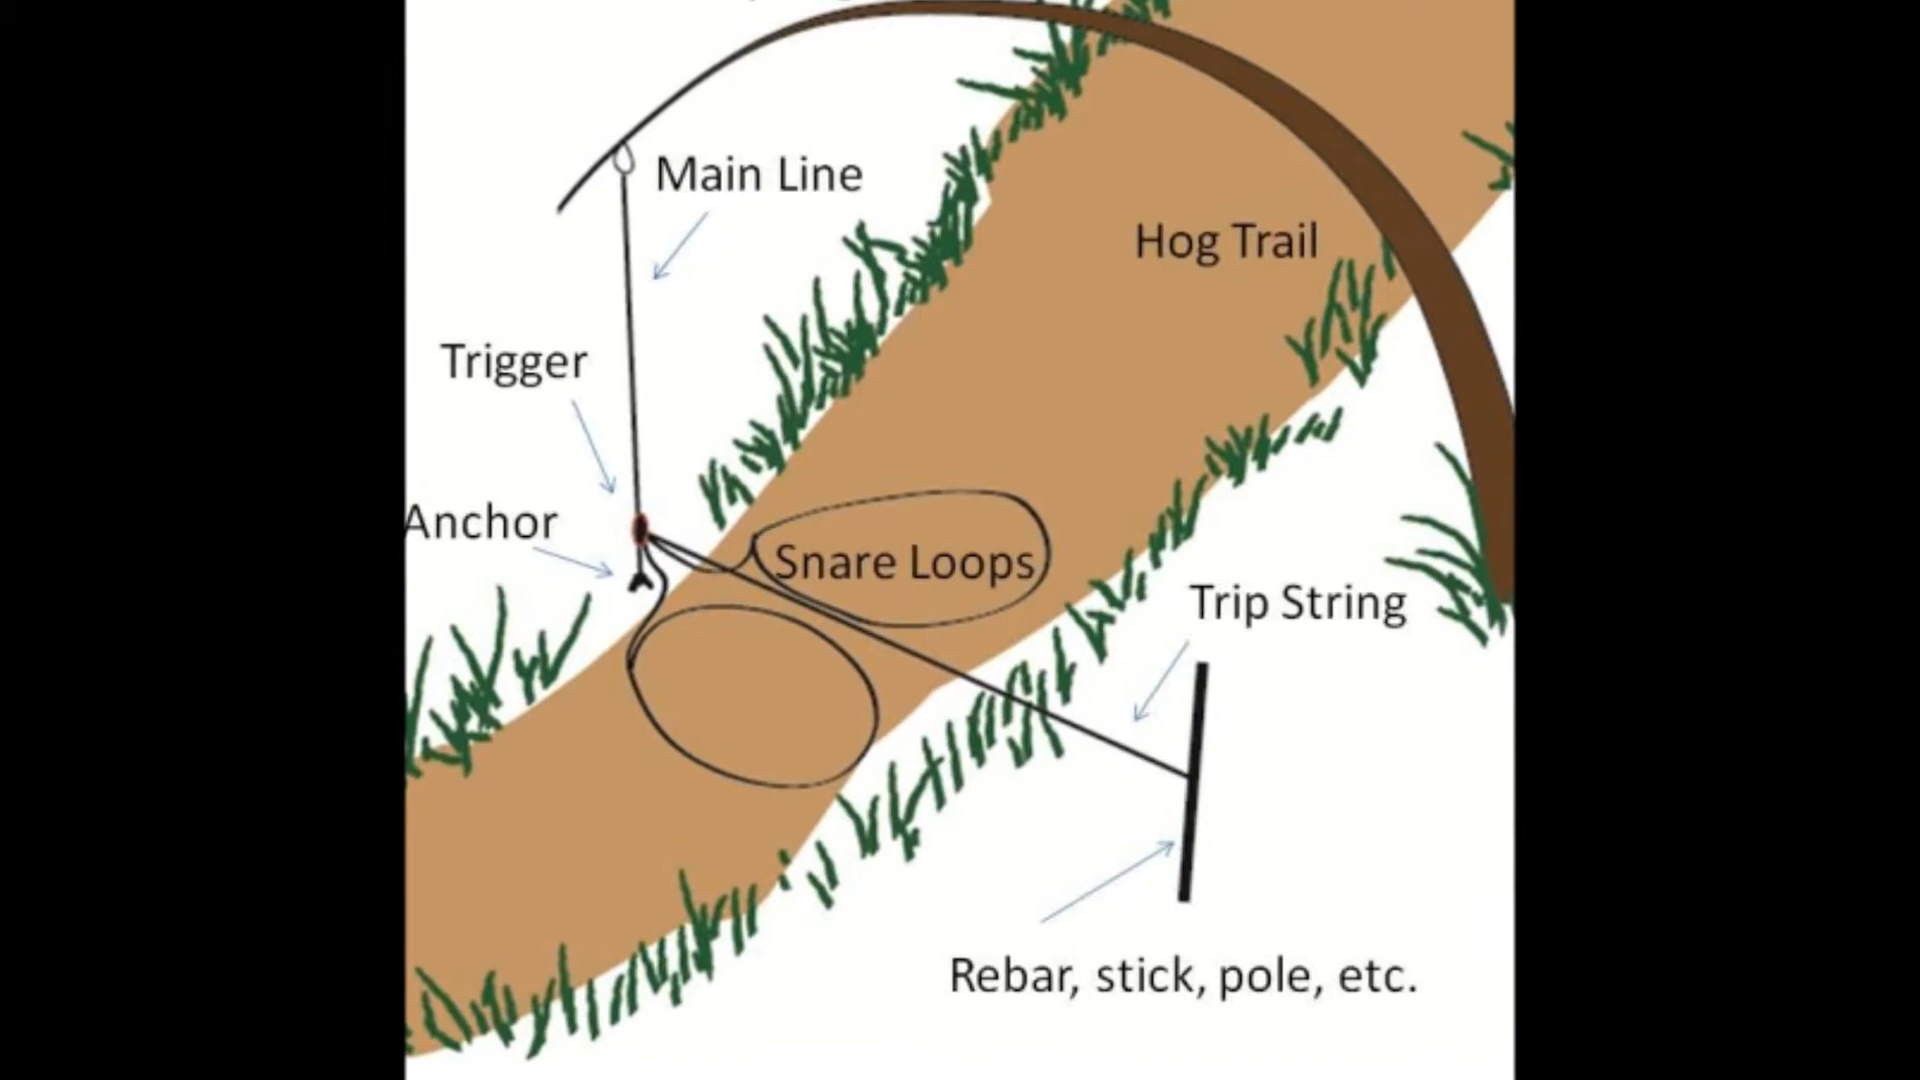 Main Line
Hog Trail
Trigger
Anchor
Snare Loops
Trip String
Rebar, stick, pole, etc.